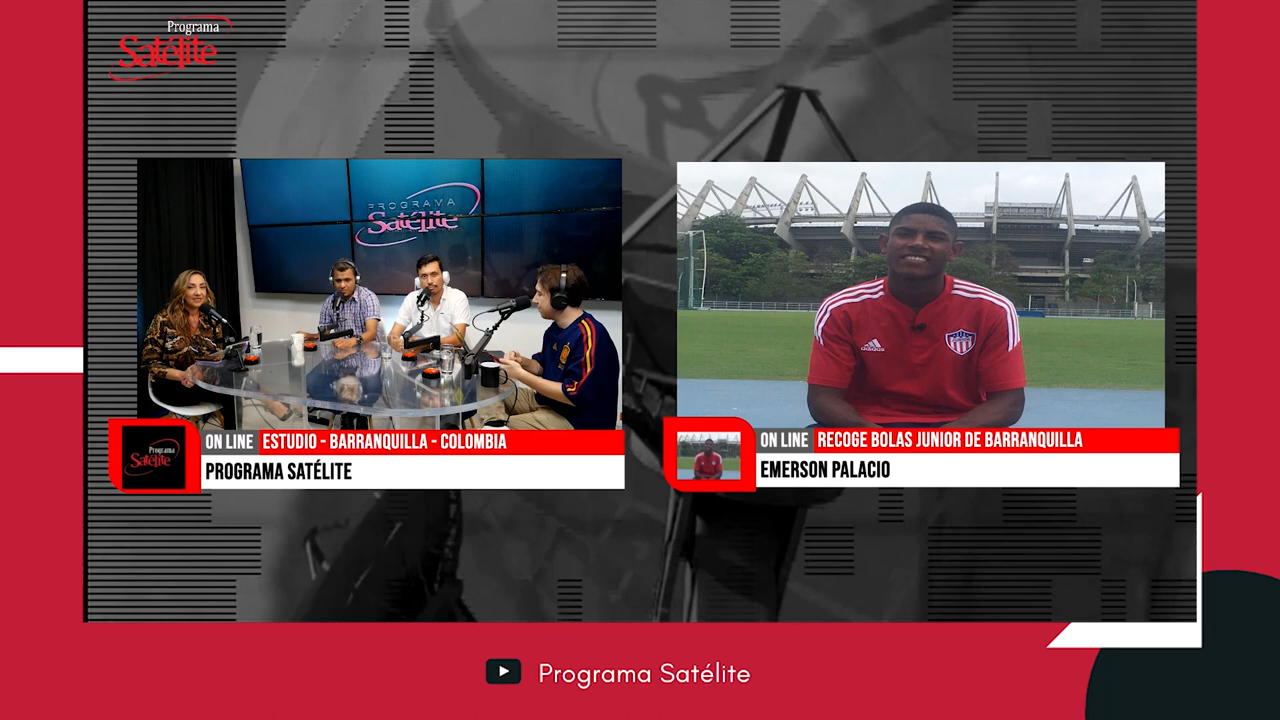 Programa
Satélite
PROGRAMA
Satélite
ON LINE ESTUDIO - BARRANQUILLA - COLOMBIA
PROGRAMA SATÉLITE
Programa
Satélite
ON LINE RECOGE BOLAS JUNIOR DE BARRANQUILLA
EMERSON PALACIO
adidas
Programa Satélite